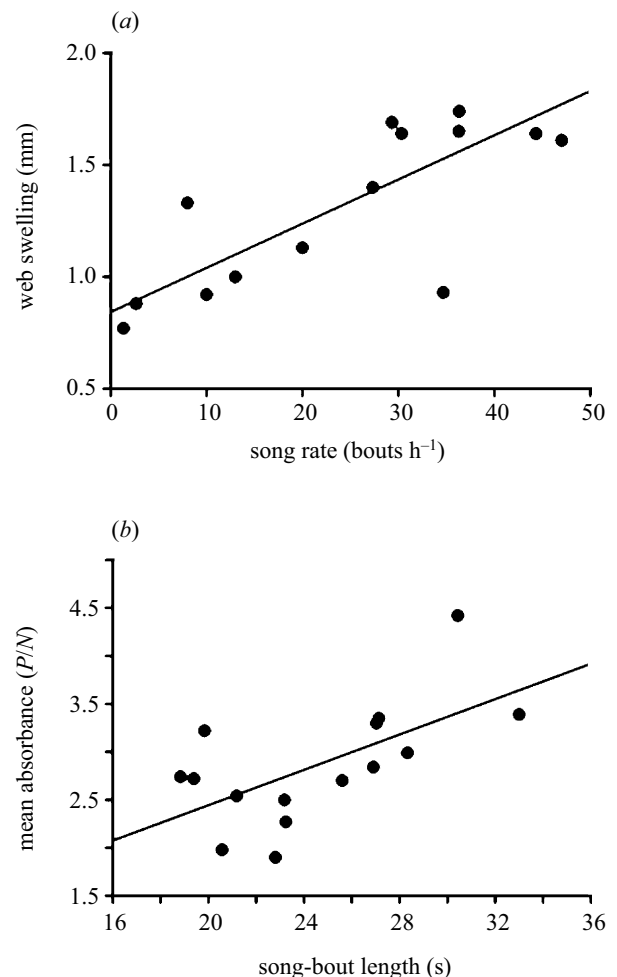 (a)
2.0
1.5
1.0
0.5
web swelling (mm)
0 10 20 30 40 50
song rate (bouts h⁻¹)
(b)
4.5
3.5
2.5
1.5
mean absorbance (P/N)
16 20 24 28 32 36
song-bout length (s)